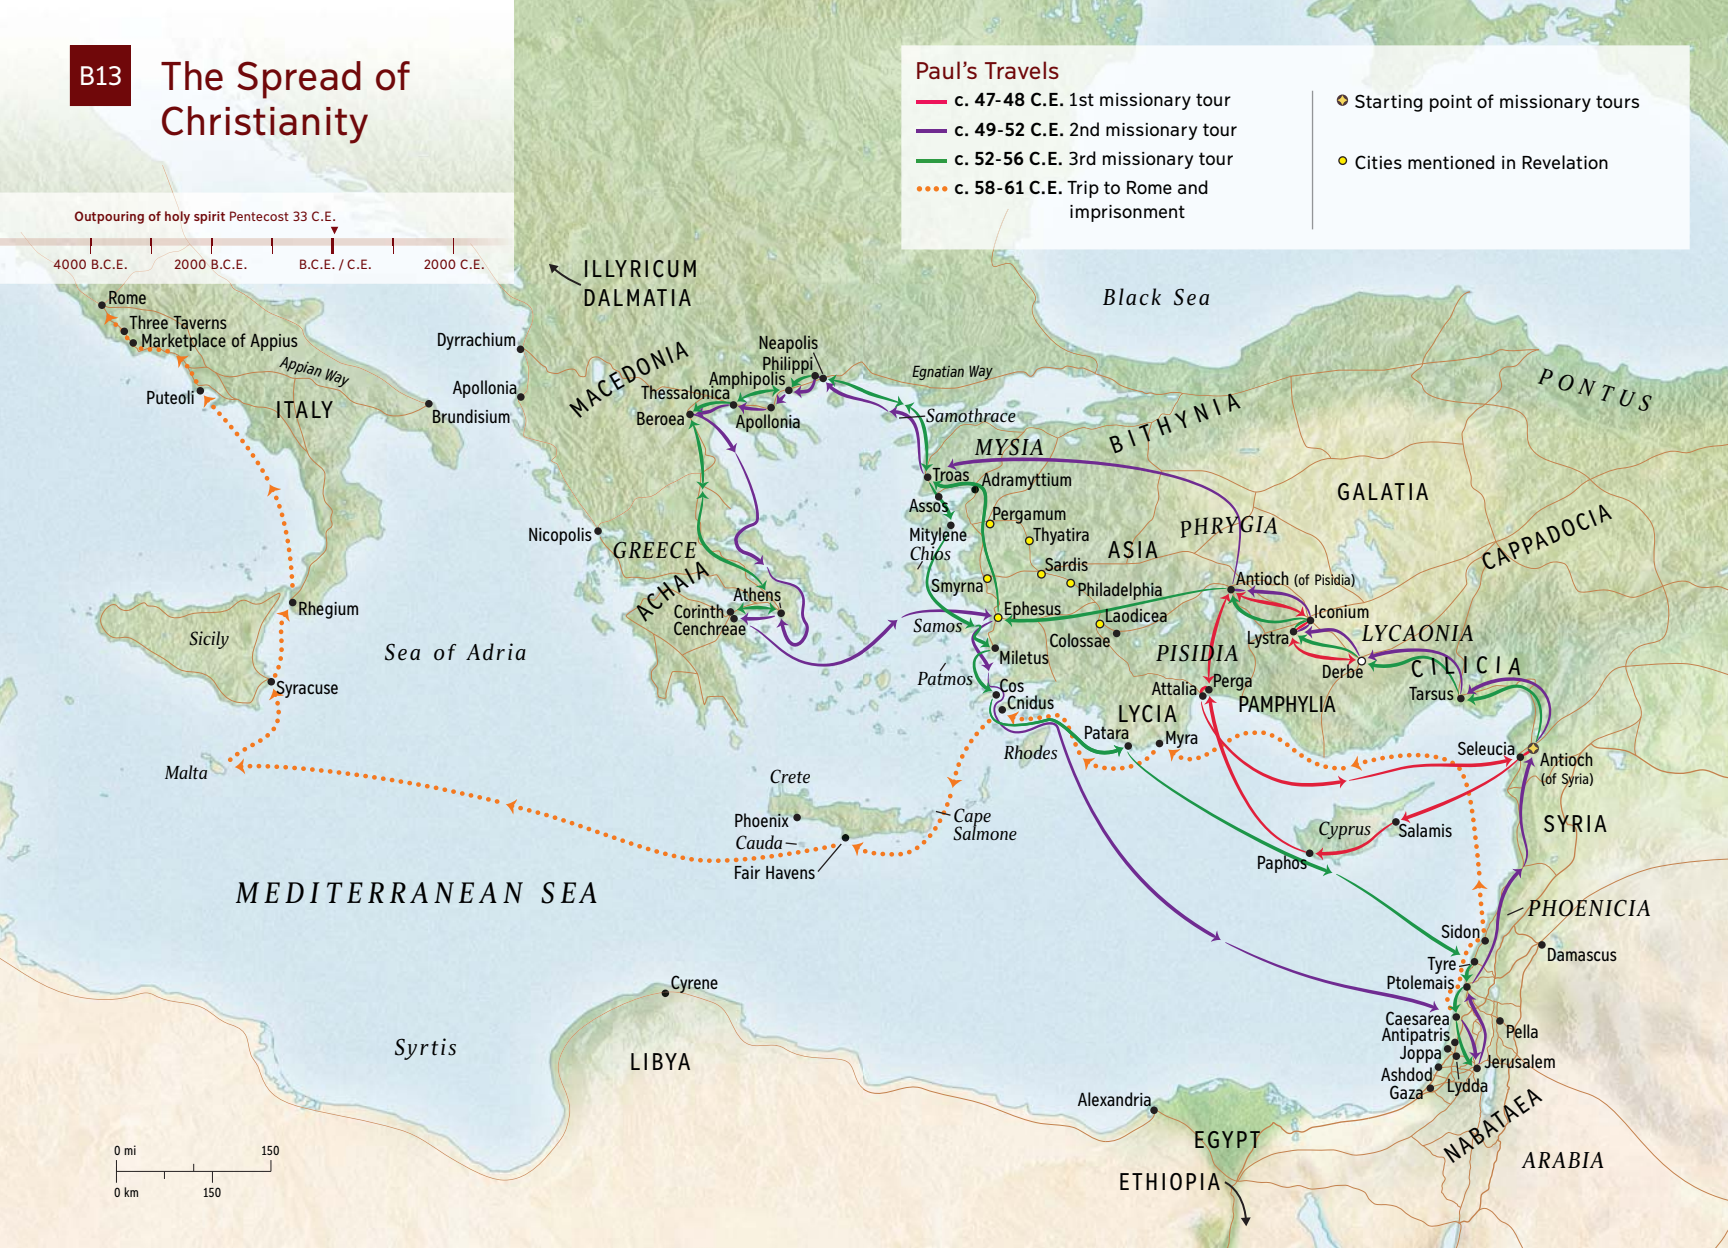 B13
The Spread of
Christianity
Outpouring of holy spirit Pentecost 33 C.E.
4000 B.C.E.
2000 B.C.E.
B.C.E. / C.E.
2000 C.E.
Paul's Travels
c. 47-48 C.E. 1st missionary tour
c. 49-52 C.E. 2nd missionary tour
c. 52-56 C.E. 3rd missionary tour
c. 58-61 C.E. Trip to Rome and
imprisonment
Starting point of missionary tours
Cities mentioned in Revelation
ILLYRICUM
DALMATIA
Black Sea
Rome
Three Taverns
Marketplace of Appius
Appian Way
Puteoli
ITALY
Brundisium
Dyrrachium
Apollonia
MACEDONIA
Neapolis
Philippi
Amphipolis
Thessalonica
Beroea
Apollonia
Egnatian Way
Samothrace
MYSIA
BITHYNIA
PONTUS
Troas
Adramyttium
Assos
Pergamum
Mitylene
Thyatira
Chios
Sardis
Smyrna
Philadelphia
ASIA
PHRYGIA
GALATIA
CAPPADOCIA
Nicopolis
GREECE
ACHAIA
Athens
Corinth
Cenchreae
Ephesus
Samos
Laodicea
Colossae
Miletus
Patmos
Cos
Cnidus
Rhodes
Antioch (of Pisidia)
Iconium
Lystra
LYCAONIA
Derbe
PISIDIA
CILICIA
Tarsus
Attalia
Perga
PAMPHYLIA
LYCIA
Patara
Myra
Seleucia
Antioch
(of Syria)
SYRIA
Rhegium
Sicily
Syracuse
Sea of Adria
Malta
Crete
Phoenix
Cauda
Fair Havens
Cape
Salmone
Cyprus
Salamis
Paphos
MEDITERRANEAN SEA
PHOENICIA
Sidon
Damascus
Tyre
Ptolemais
Caesarea
Antipatris
Joppa
Pella
Jerusalem
Ashdod
Lydda
Gaza
Cyrene
Syrtis
LIBYA
Alexandria
EGYPT
ETHIOPIA
NABATAEA
ARABIA
0 mi
150
0 km
150